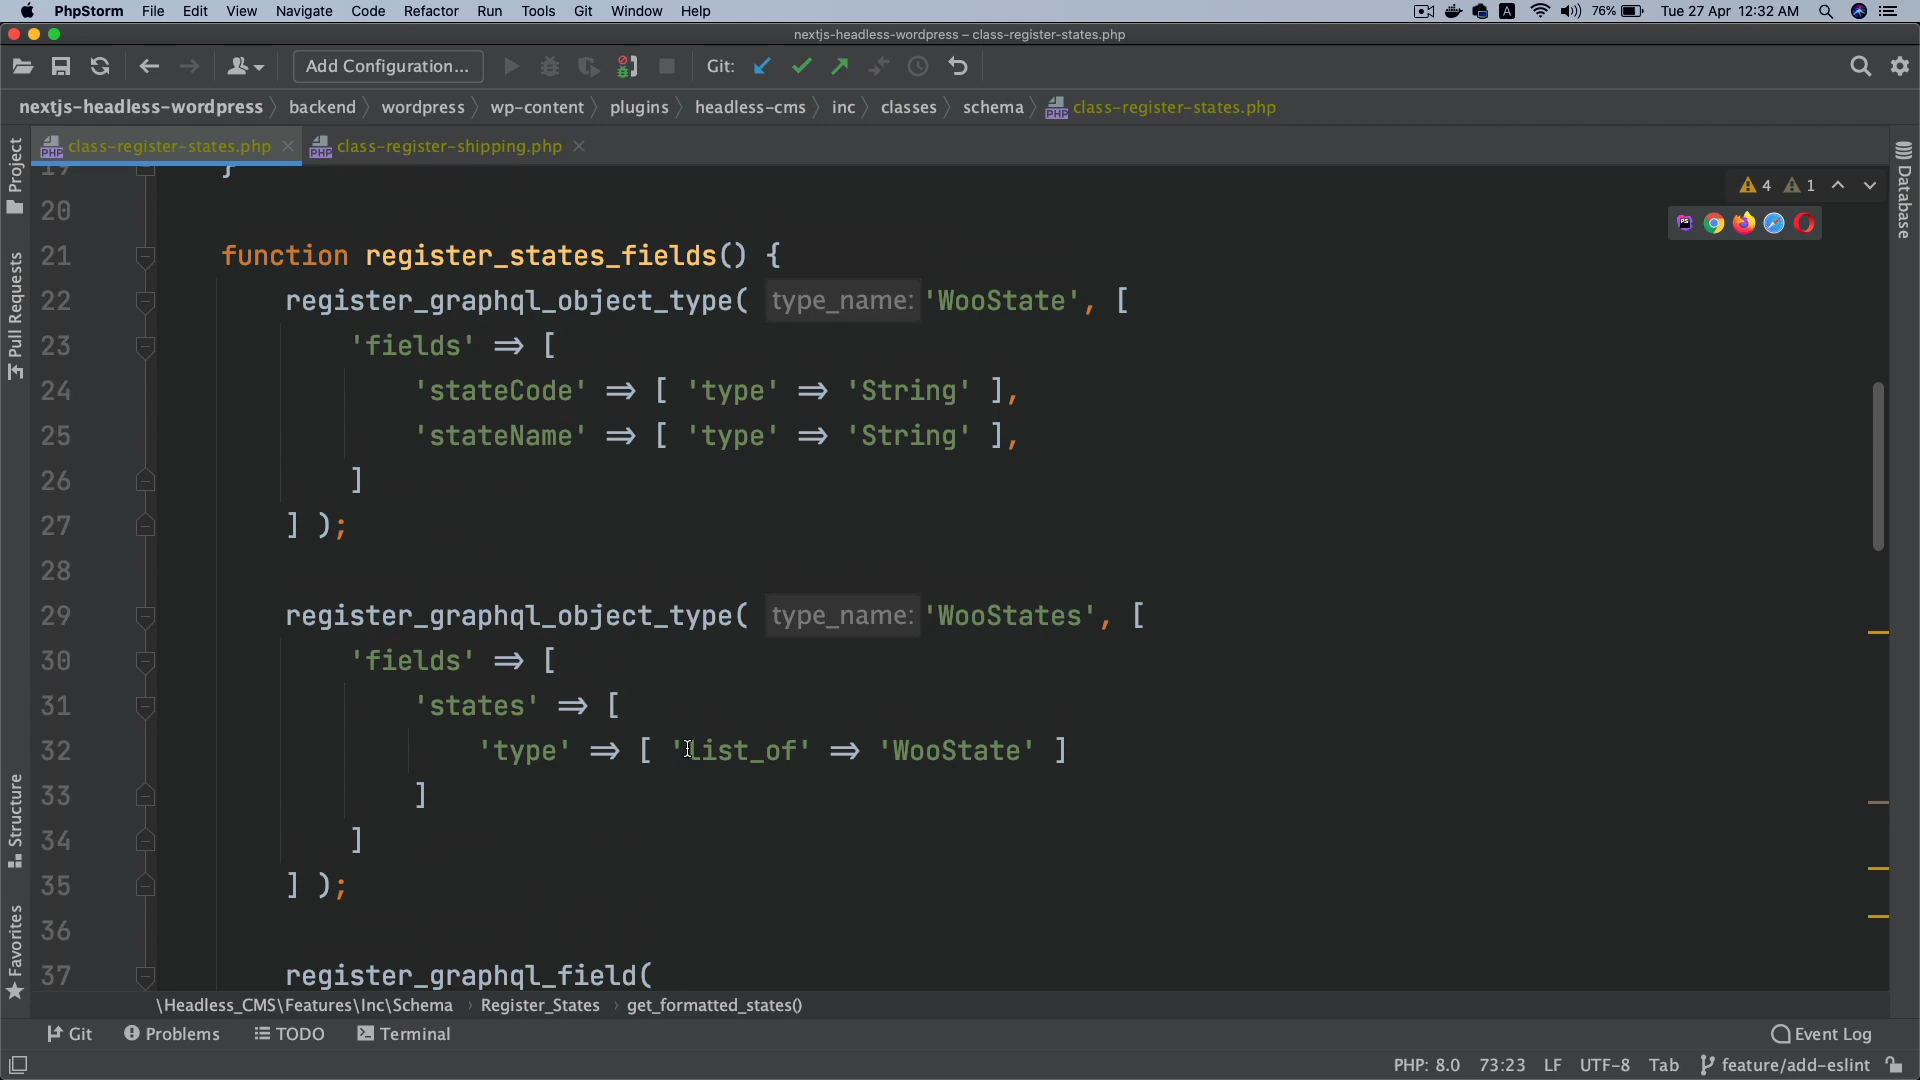 PhpStorm File Edit View Navigate Code Refactor Run Tools Git Window Help A 76% Tue 27 Apr 12:32 AM
nextjs-headless-wordpress – class-register-states.php
Add Configuration... Git:
nextjs-headless-wordpress backend wordpress wp-content plugins headless-cms inc classes schema class-register-states.php
class-register-states.php class-register-shipping.php
19 }
4 1
20
21 function register_states_fields() {
22 register_graphql_object_type( type_name: 'WooState', [
23 'fields' => [
24 'stateCode' => [ 'type' => 'String' ],
25 'stateName' => [ 'type' => 'String' ],
26 ]
27 ] );
28
29 register_graphql_object_type( type_name: 'WooStates', [
30 'fields' => [
31 'states' => [
32 'type' => [ 'list_of' => 'WooState' ]
33 ]
34 ]
35 ] );
36
37 register_graphql_field(
Project
Pull Requests
Structure
Favorites
Database
\Headless_CMS\Features\Inc\Schema Register_States get_formatted_states()
Git Problems TODO Terminal Event Log
PHP: 8.0 73:23 LF UTF-8 Tab feature/add-eslint